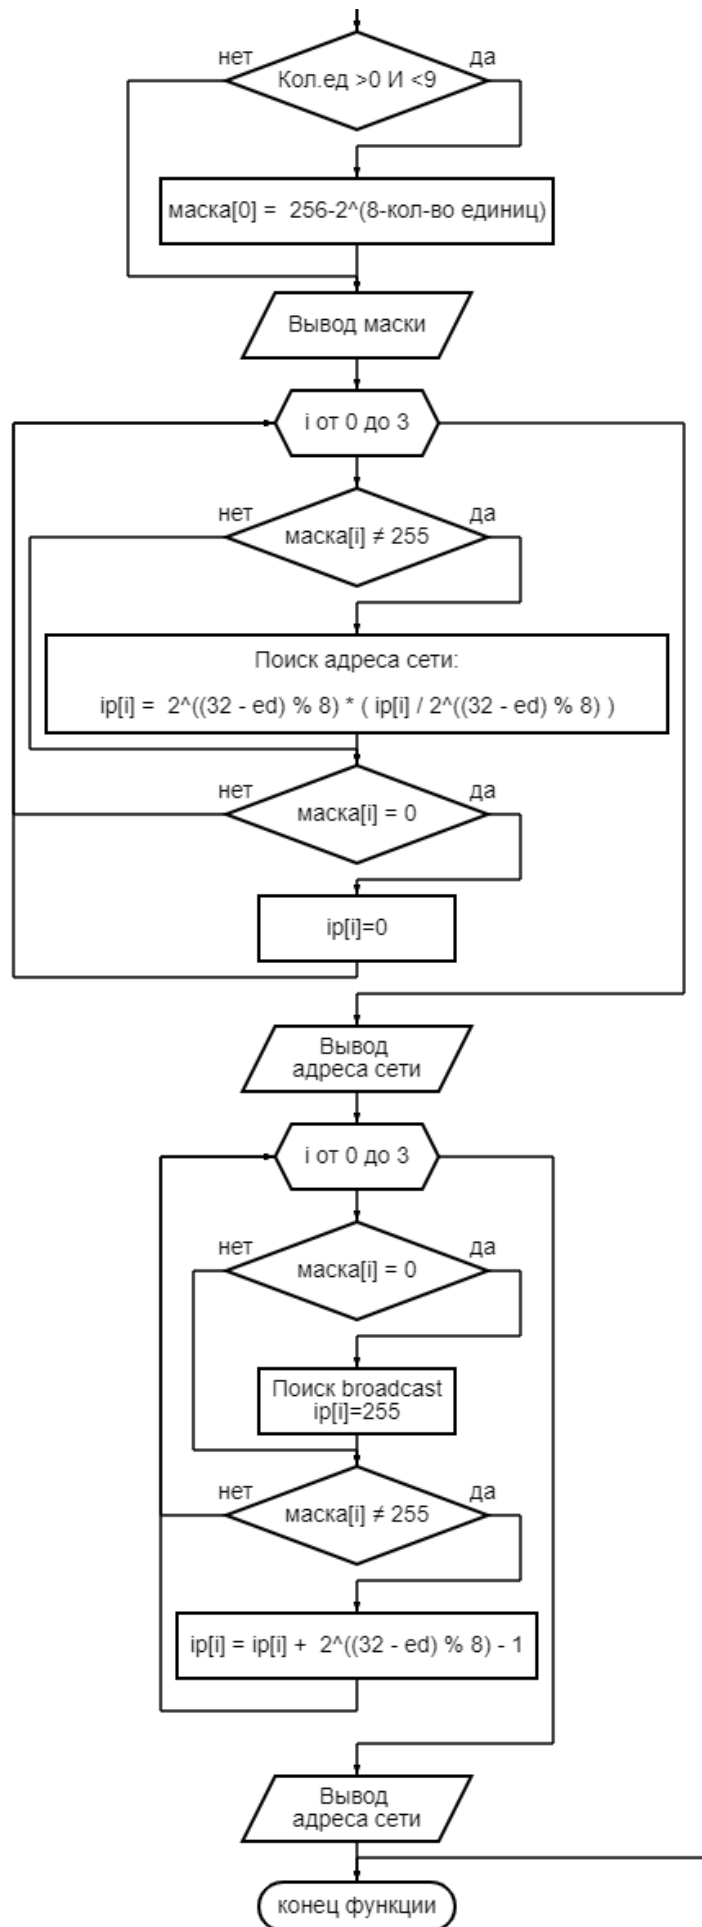 нет
да
Кол.ед >0 И <9
маска[0] = 256-2^(8-кол-во единиц)
Вывод маски
i от 0 до 3
нет
да
маска[i] ≠ 255
Поиск адреса сети:
ip[i] = 2^((32 - ed) % 8) * ( ip[i] / 2^((32 - ed) % 8) )
нет
да
маска[i] = 0
ip[i]=0
Вывод
адреса сети
i от 0 до 3
нет
да
маска[i] = 0
Поиск broadcast
ip[i]=255
нет
да
маска[i] ≠ 255
ip[i] = ip[i] + 2^((32 - ed) % 8) - 1
Вывод
адреса сети
конец функции